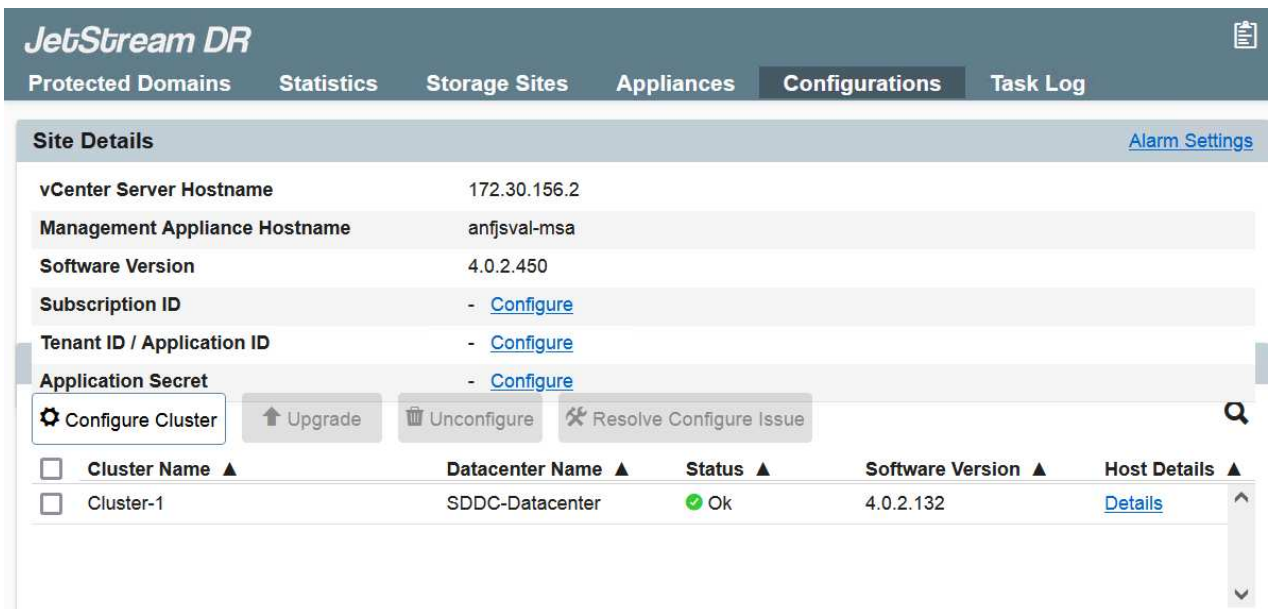 JetStream DR
Protected Domains Statistics Storage Sites Appliances Configurations Task Log
Site Details Alarm Settings
vCenter Server Hostname 172.30.156.2
Management Appliance Hostname anfjsval-msa
Software Version 4.0.2.450
Subscription ID - Configure
Tenant ID / Application ID - Configure
Application Secret - Configure
Configure Cluster Upgrade Unconfigure Resolve Configure Issue
Cluster Name ▲ Datacenter Name ▲ Status ▲ Software Version ▲ Host Details ▲
Cluster-1 SDDC-Datacenter Ok 4.0.2.132 Details